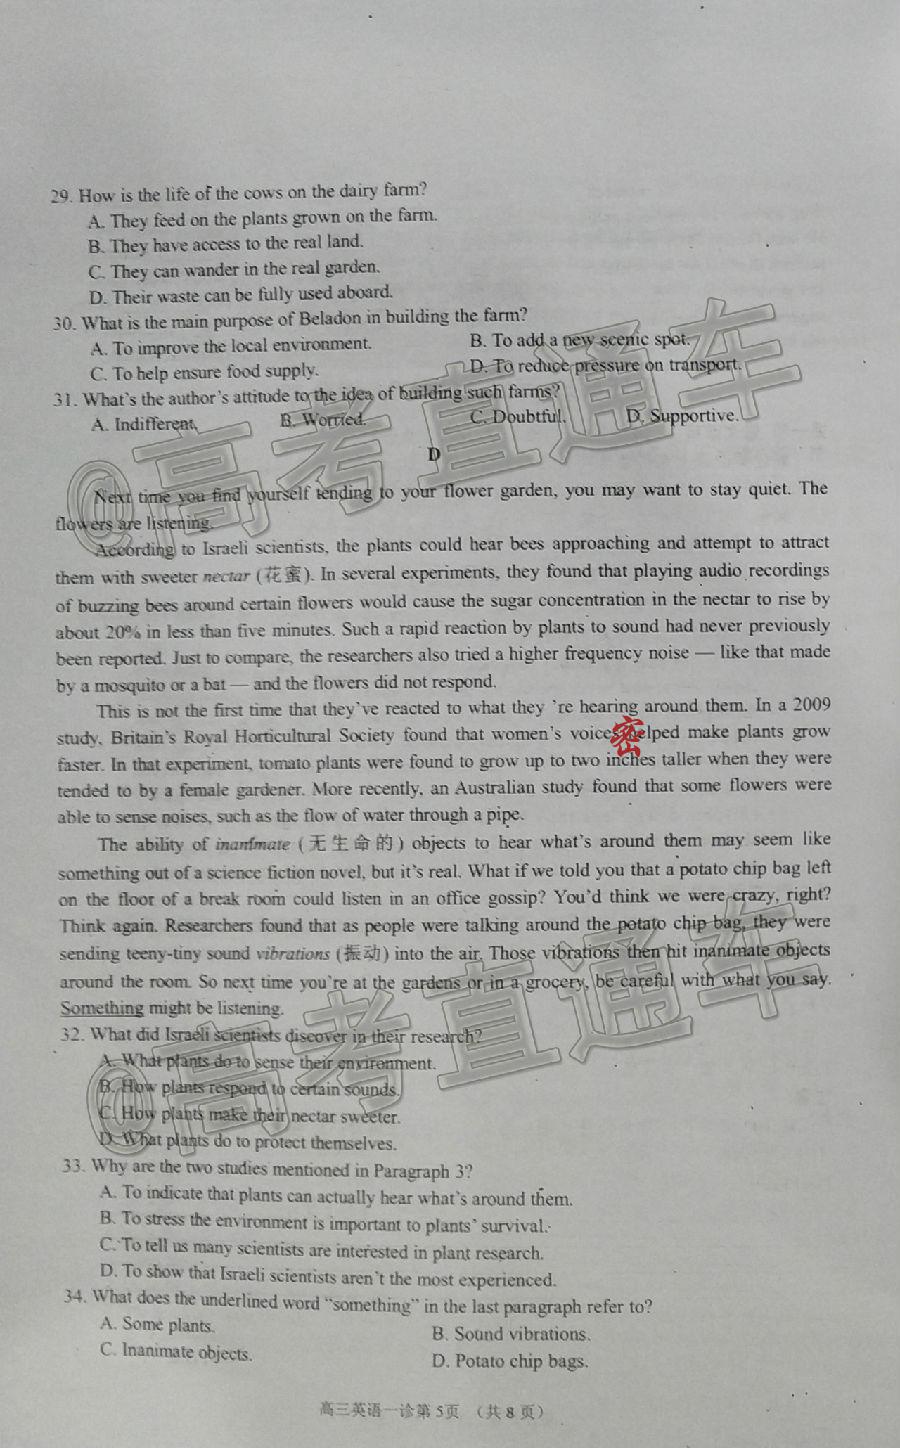 29. How is the life of the cows on the dairy farm?
A. They feed on the plants grown on the farm.
B. They have access to the real land.
C. They can wander in the real garden.
D. Their waste can be fully used aboard.
30. What is the main purpose of Beladon in building the farm?
A. To improve the local environment. B. To add a new scenic spot.
C. To help ensure food supply. D. To reduce pressure on transport.
31. What's the author's attitude to the idea of building such farms?
A. Indifferent. B. Worried. C. Doubtful. D. Supportive.
D
Next time you find yourself tending to your flower garden, you may want to stay quiet. The
flowers are listening.
According to Israeli scientists, the plants could hear bees approaching and attempt to attract
them with sweeter nectar (花蜜). In several experiments, they found that playing audio recordings
of buzzing bees around certain flowers would cause the sugar concentration in the nectar to rise by
about 20% in less than five minutes. Such a rapid reaction by plants to sound had never previously
been reported. Just to compare, the researchers also tried a higher frequency noise — like that made
by a mosquito or a bat — and the flowers did not respond.
This is not the first time that they've reacted to what they 're hearing around them. In a 2009
study, Britain's Royal Horticultural Society found that women's voices helped make plants grow
faster. In that experiment, tomato plants were found to grow up to two inches taller when they were
tended to by a female gardener. More recently, an Australian study found that some flowers were
able to sense noises, such as the flow of water through a pipe.
The ability of inanimate (无生命的) objects to hear what's around them may seem like
something out of a science fiction novel, but it's real. What if we told you that a potato chip bag left
on the floor of a break room could listen in an office gossip? You'd think we were crazy, right?
Think again. Researchers found that as people were talking around the potato chip bag, they were
sending teeny-tiny sound vibrations (振动) into the air. Those vibrations then hit inanimate objects
around the room. So next time you're at the gardens or in a grocery, be careful with what you say.
Something might be listening.
32. What did Israeli scientists discover in their research?
A. What plants do to sense their environment.
B. How plants respond to certain sounds.
C. How plants make their nectar sweeter.
D. What plants do to protect themselves.
33. Why are the two studies mentioned in Paragraph 3?
A. To indicate that plants can actually hear what's around them.
B. To stress the environment is important to plants' survival.
C. To tell us many scientists are interested in plant research.
D. To show that Israeli scientists aren't the most experienced.
34. What does the underlined word “something” in the last paragraph refer to?
A. Some plants. B. Sound vibrations.
C. Inanimate objects. D. Potato chip bags.
高三英语一诊第5页 （共8页）
@高考直通车
@高考直通车
密